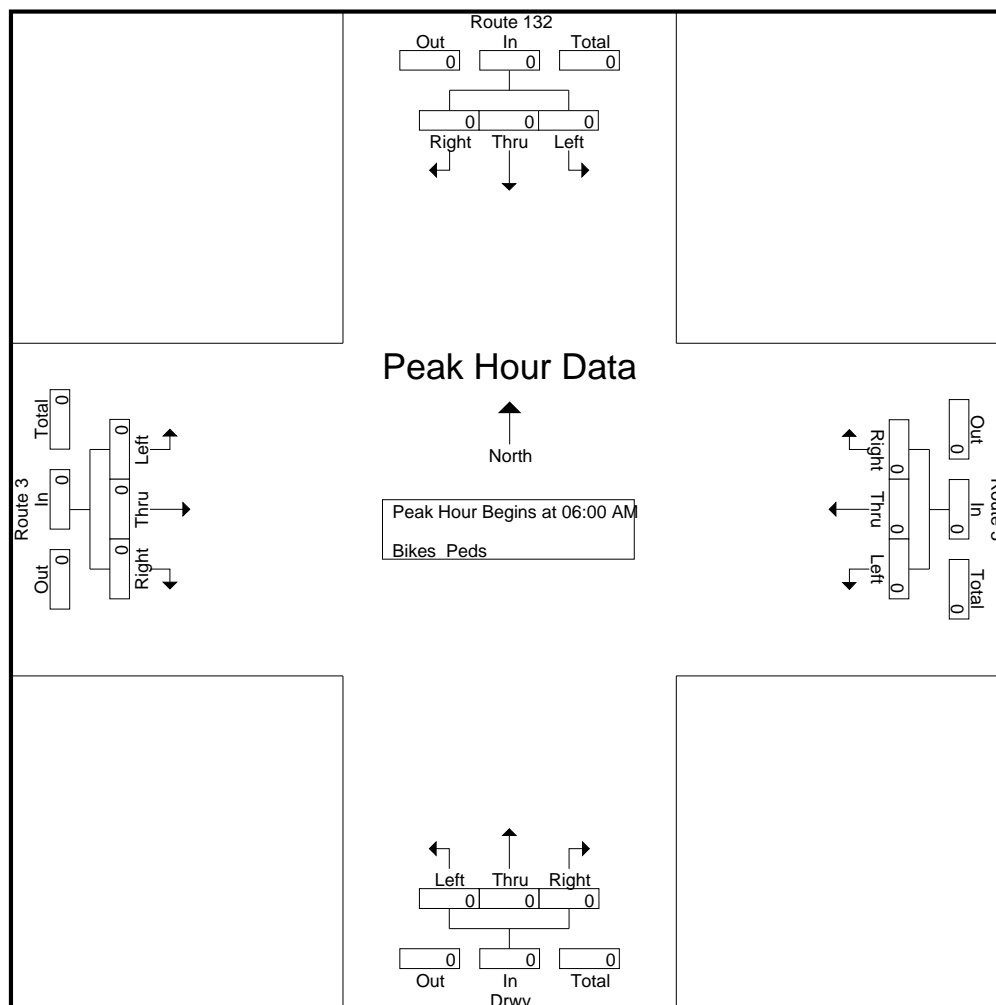 Route 132
Out In Total
0 0 0
0 0 0
Right Thru Left
Peak Hour Data
North
Peak Hour Begins at 06:00 AM
Bikes Peds
Route 3
Total In Out
0 0 0
0 0 0
Left Thru Right
Right Thru Left
0 0 0
0 0 0
Out In Total
Left Thru Right
0 0 0
0 0 0
Out In Total
Drwy